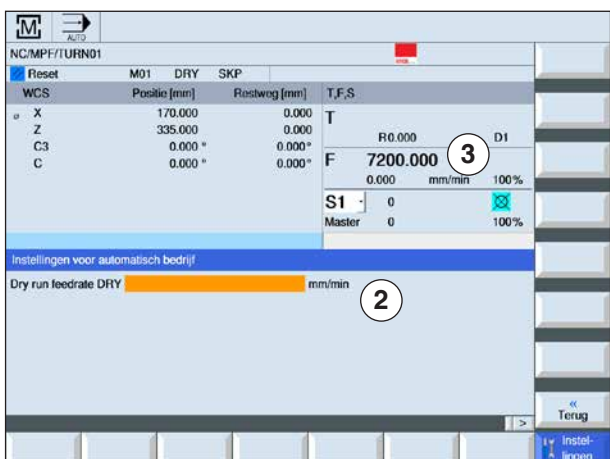 M AUTO
NC/MPF/TURN01
Reset M01 DRY SKP
WCS Positie [mm] Restweg [mm] T,F,S
X 170.000 0.000 T
Z 335.000 0.000 R0.000 D1
C3 0.000 ° 0.000° F 7200.000 3
C 0.000 ° 0.000° 0.000 mm/min 100%
S1 0
Master 0 100%
Instellingen voor automatisch bedrijf
Dry run feedrate DRY mm/min 2
«
Terug
>
Instel-
lingen